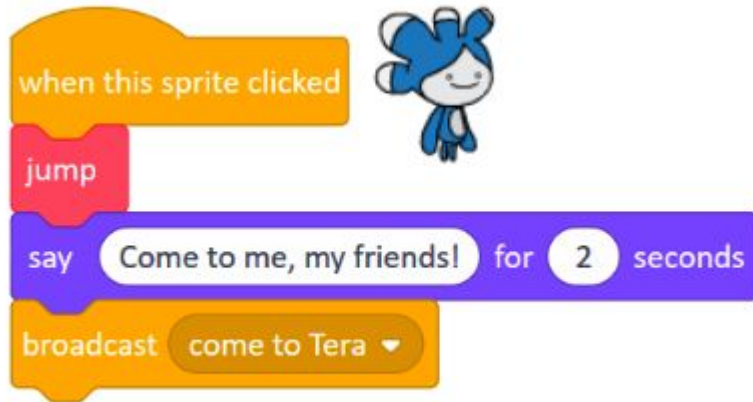 when this sprite clicked
jump
say Come to me, my friends! for 2 seconds
broadcast come to Tera